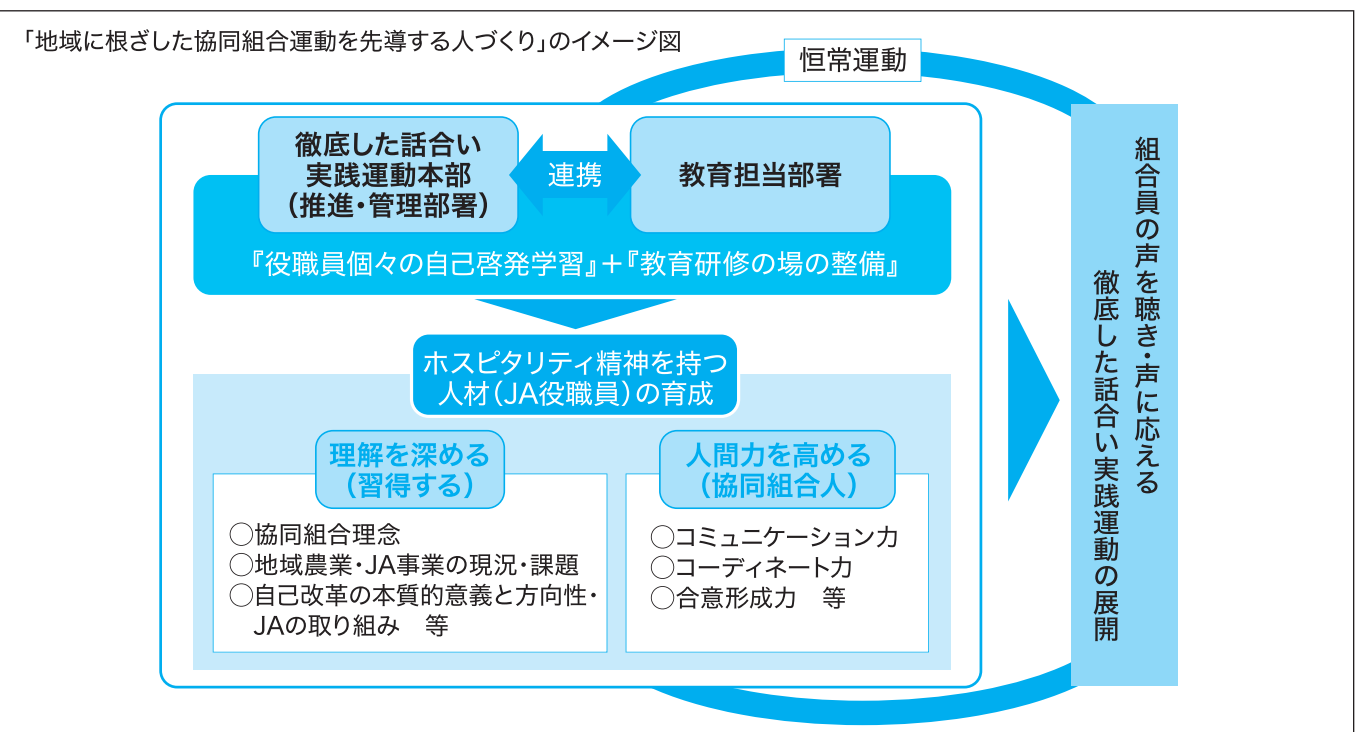 「地域に根ざした協同組合運動を先導する人づくり」のイメージ図
恒常運動
徹底した話合い
実践運動本部
（推進・管理部署）
連携
教育担当部署
『役職員個々の自己啓発学習』＋『教育研修の場の整備』
ホスピタリティ精神を持つ
人材（JA役職員）の育成
理解を深める
（習得する）
○協同組合理念
○地域農業・JA事業の現況・課題
○自己改革の本質的意義と方向性・
JAの取り組み　等
人間力を高める
（協同組合人）
○コミュニケーション力
○コーディネート力
○合意形成力　等
組合員の声を聴き・声に応える
徹底した話合い実践運動の展開